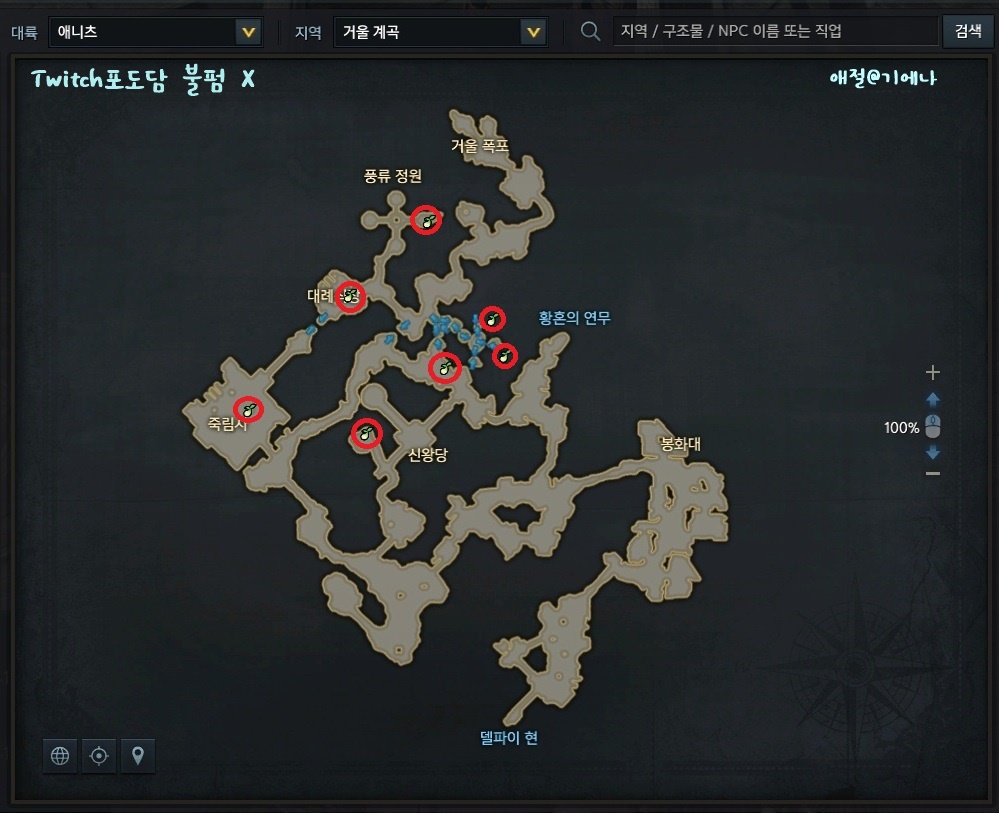 대륙 애니츠 지역 거울 계곡 지역 / 구조물 / NPC 이름 또는 직업 검색
Twitch포도담 불펌 X 애절@기에나
거울 폭포
풍류 정원
대례
황혼의 연무
죽림
봉화대
신왕당
100%
델파이 현